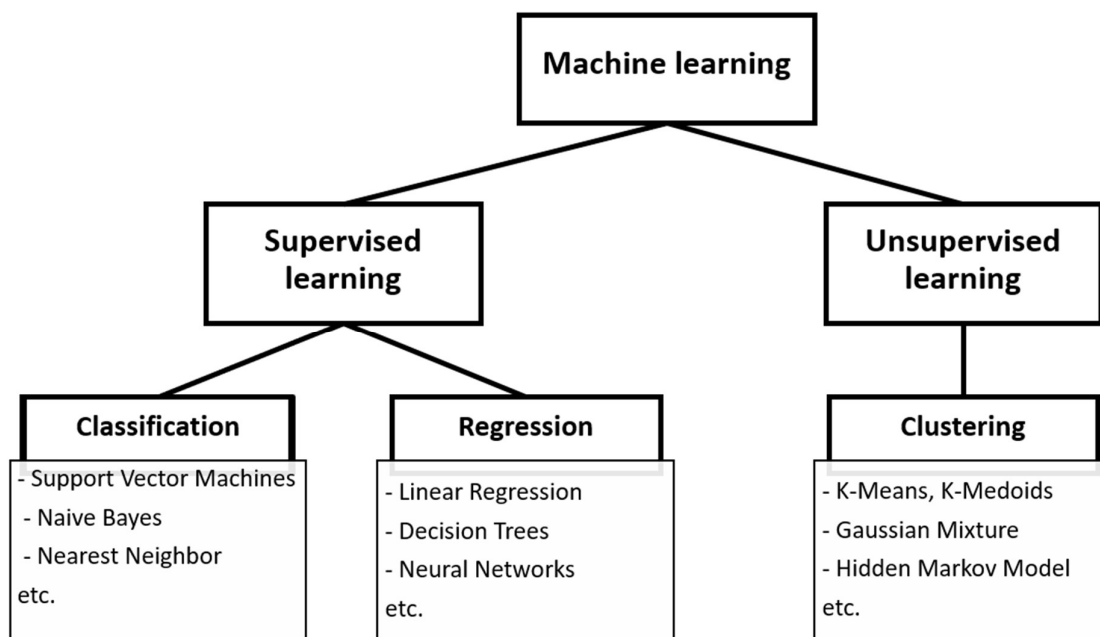 Machine learning
Supervised
learning
Unsupervised
learning
Classification
- Support Vector Machines
- Naive Bayes
- Nearest Neighbor
etc.
Regression
- Linear Regression
- Decision Trees
- Neural Networks
etc.
Clustering
- K-Means, K-Medoids
- Gaussian Mixture
- Hidden Markov Model
etc.